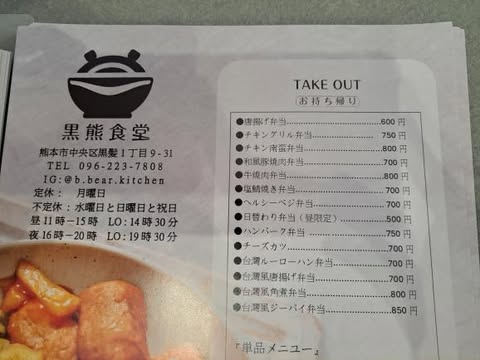 黒熊食堂
熊本市中央区黒髪1丁目9-31
TEL 096-223-7808
IG:@b.bear.kitchen
定休: 月曜日
不定休:水曜日と日曜日と祝日
昼11時-15時 LO:14時30分
夜16時-20時 LO:19時30分
TAKE OUT
お持ち帰り
●唐揚げ弁当 600円
●チキングリル弁当 750円
●チキン南蛮弁当 800円
●和風豚焼肉弁当 700円
●牛焼肉弁当 800円
●塩鯖焼き弁当 700円
●ヘルシーベジ弁当 700円
●日替わり弁当(昼限定) 500円
●ハンバーク弁当 750円
●チーズカツ 700円
●台湾ルーローハン弁当 700円
●台湾風唐揚げ弁当 700円
●台湾風角煮弁当 800円
●台湾風ジーパイ弁当 850円
『単品メニュー』